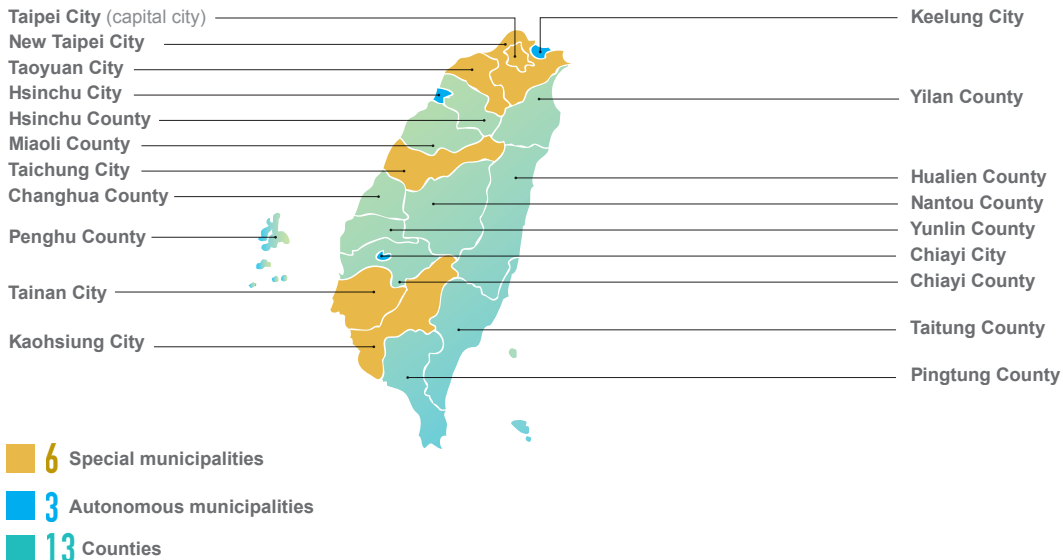 Taipei City (capital city)
New Taipei City
Taoyuan City
Hsinchu City
Hsinchu County
Miaoli County
Taichung City
Changhua County
Penghu County
Tainan City
Kaohsiung City
Keelung City
Yilan County
Hualien County
Nantou County
Yunlin County
Chiayi City
Chiayi County
Taitung County
Pingtung County
6 Special municipalities
3 Autonomous municipalities
13 Counties